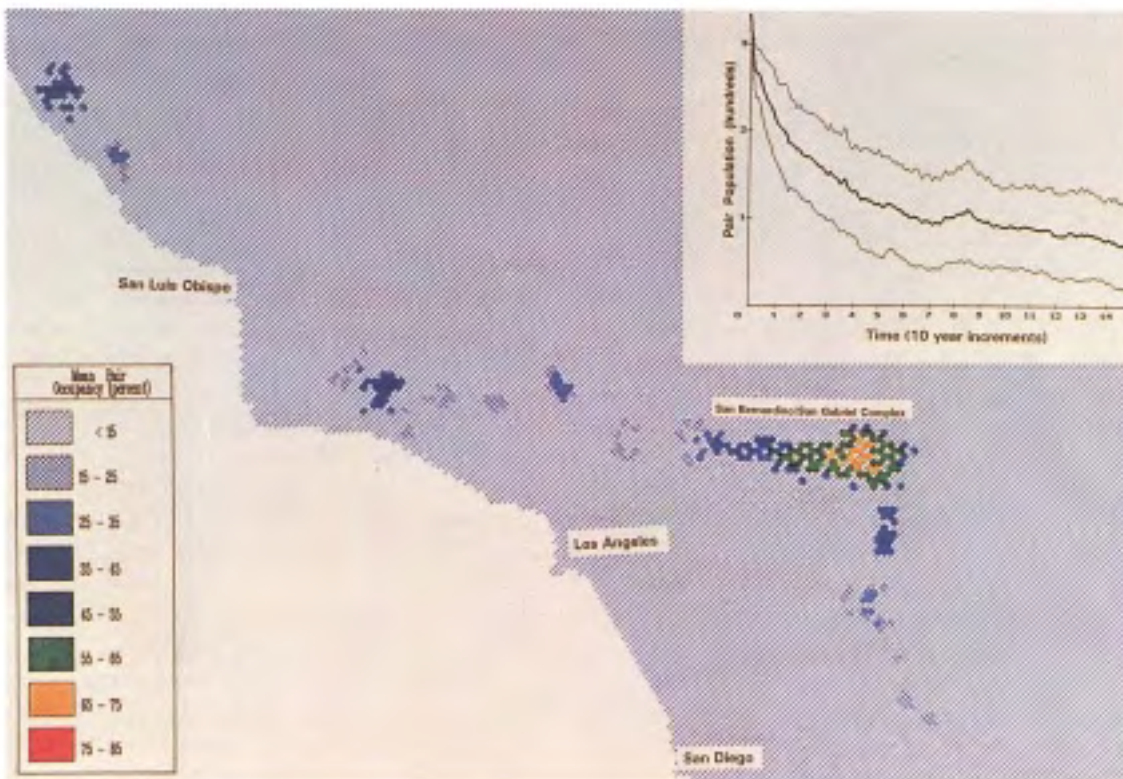 Pair Population (hundreds)
1
0 1 2 3 4 5 6 7 8 9 10 11 12 13 14
Time (10 year increments)
San Luis Obispo
Mean Pair
Occupancy (percent)
< 15
15 - 25
25 - 35
35 - 45
45 - 55
55 - 65
65 - 75
75 - 85
San Bernardino/San Gabriel Complex
Los Angeles
San Diego